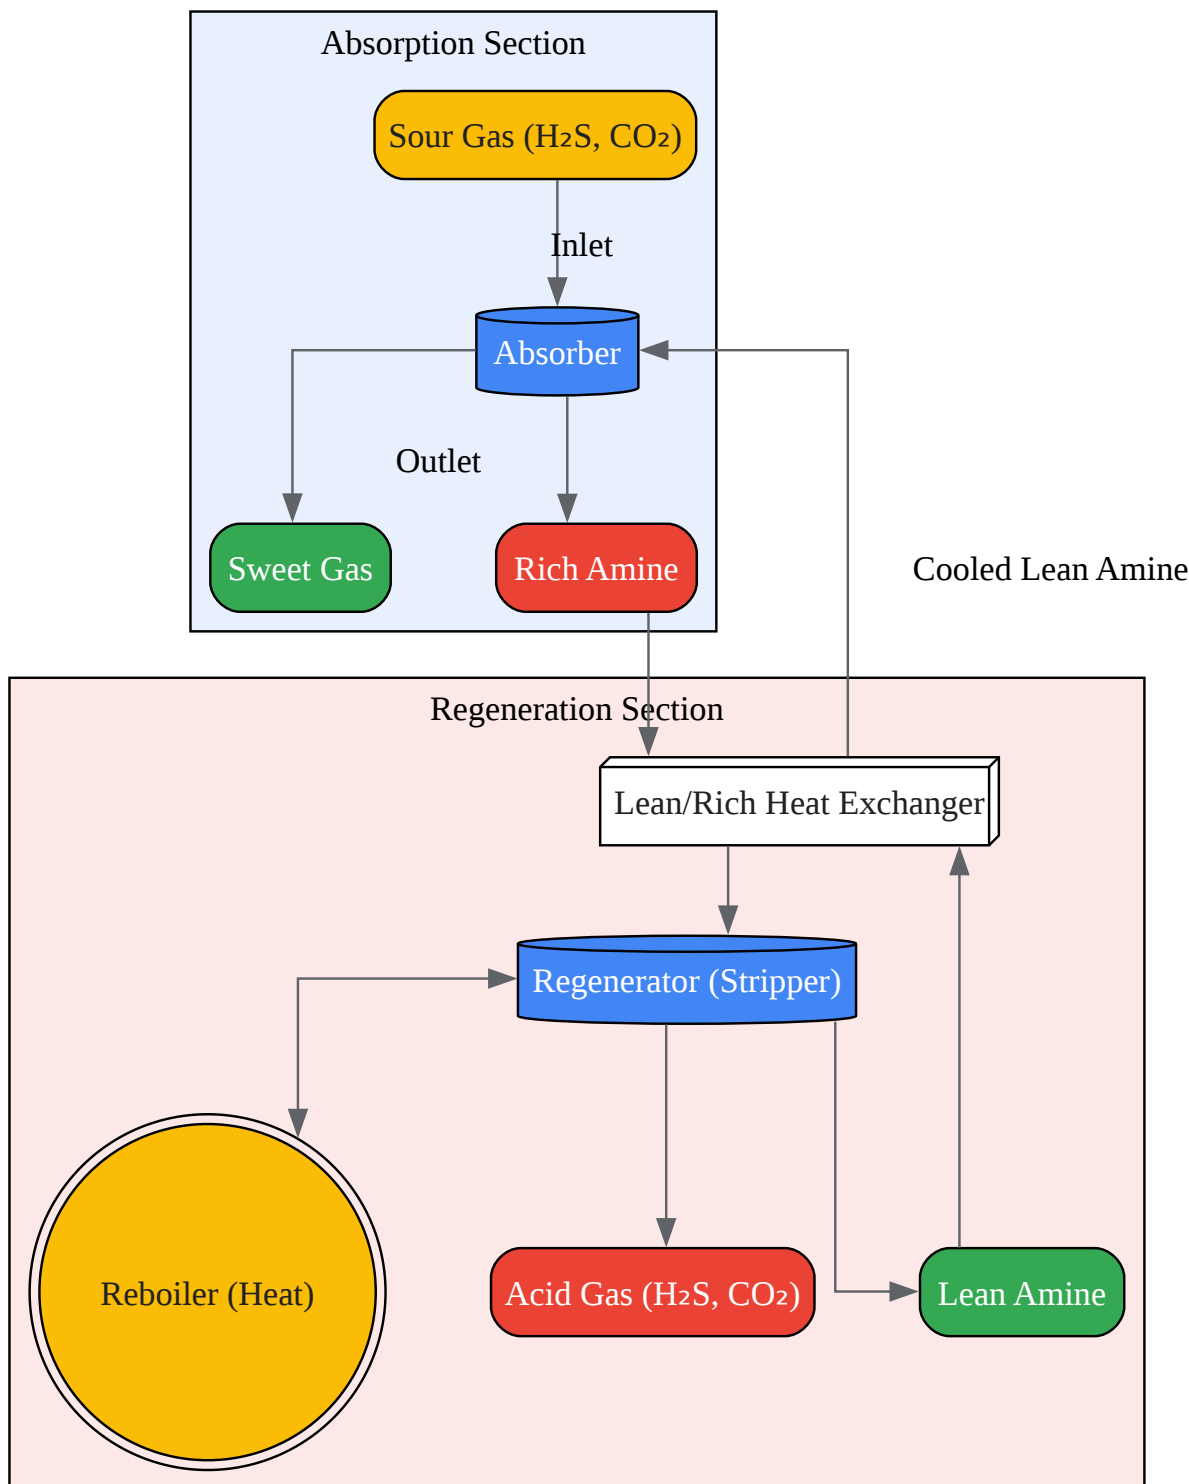 Absorption Section
Sour Gas (H₂S, CO₂)
Inlet
Absorber
Outlet
Sweet Gas
Rich Amine
Cooled Lean Amine
Regeneration Section
Lean/Rich Heat Exchanger
Regenerator (Stripper)
Reboiler (Heat)
Acid Gas (H₂S, CO₂)
Lean Amine